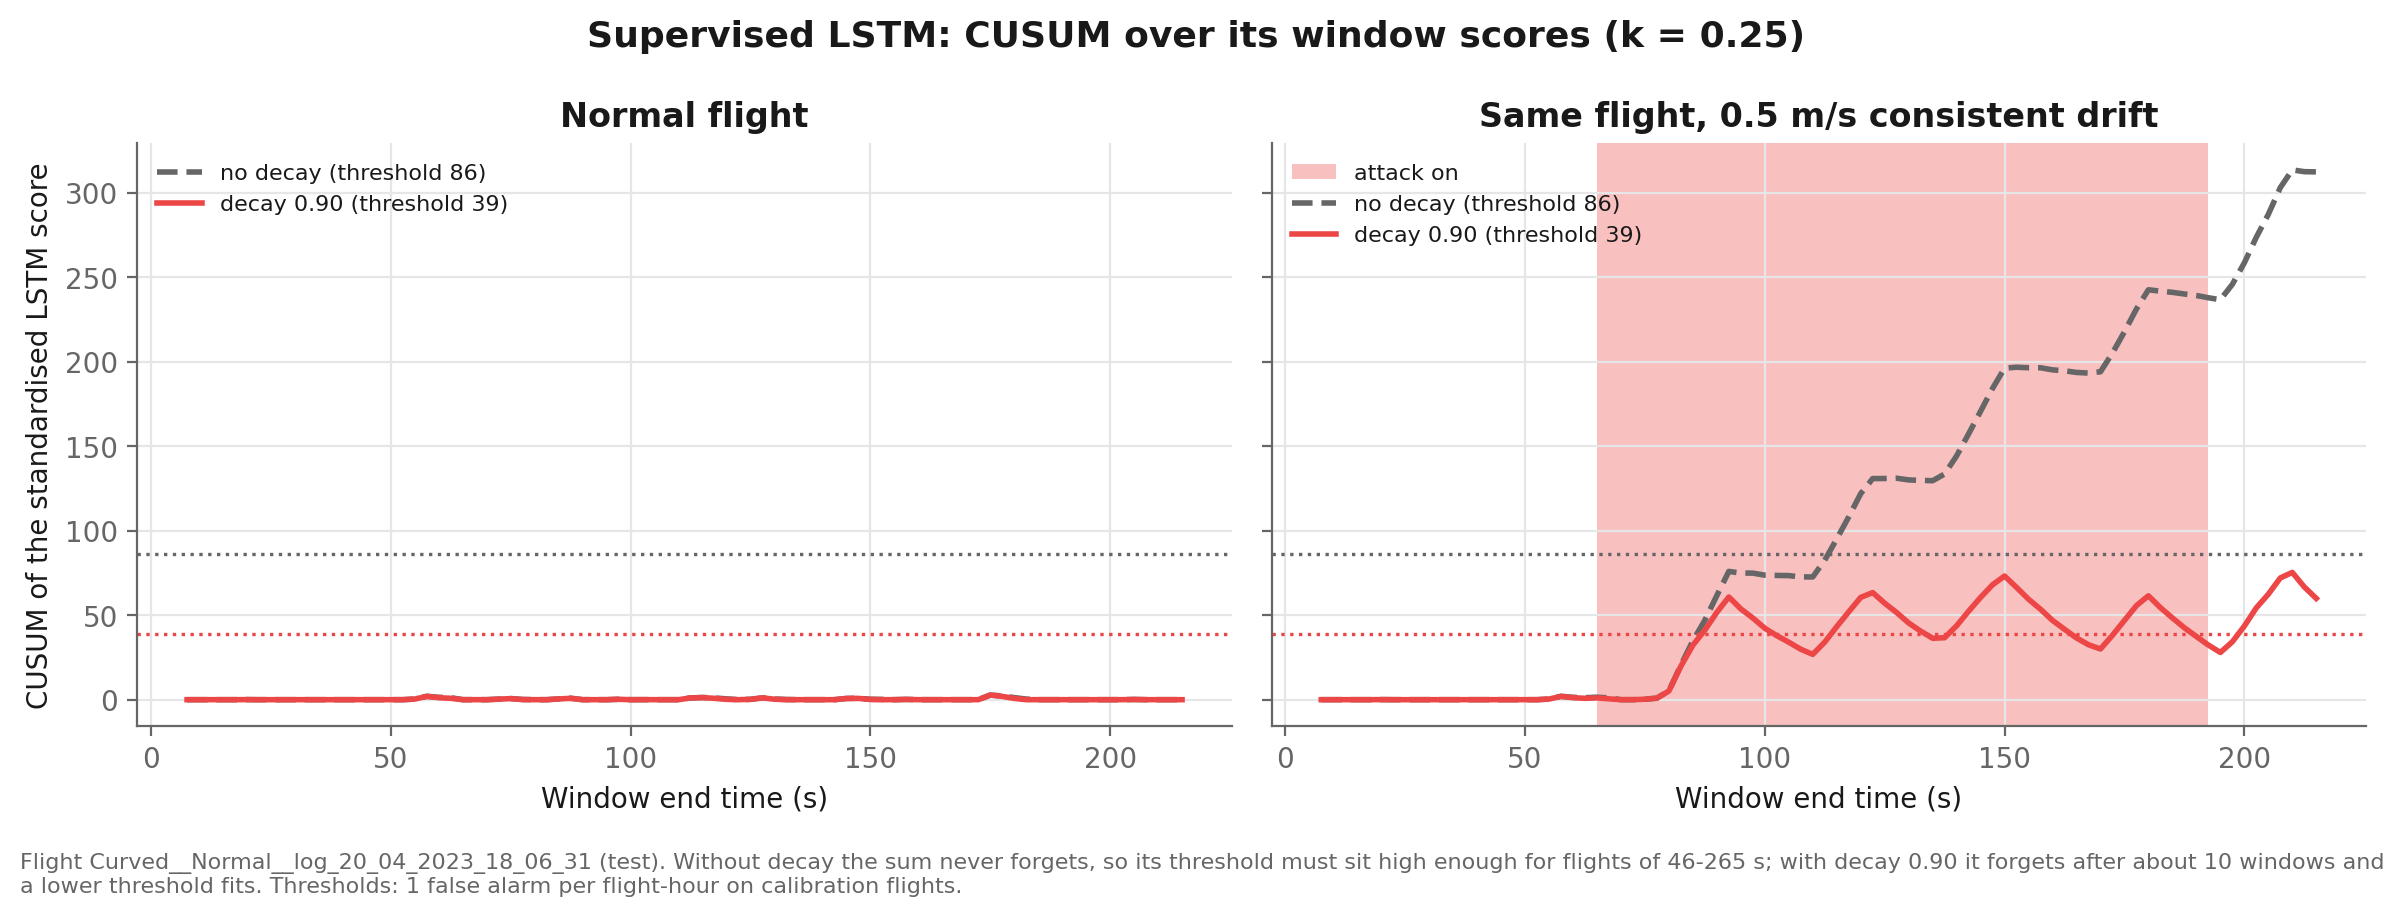 Supervised LSTM: CUSUM over its window scores (k = 0.25)
Normal flight
no decay (threshold 86)
decay 0.90 (threshold 39)
CUSUM of the standardised LSTM score
300
250
200
150
100
50
0
0
50
100
150
200
Window end time (s)
Same flight, 0.5 m/s consistent drift
attack on
no decay (threshold 86)
decay 0.90 (threshold 39)
0
50
100
150
200
Window end time (s)
Flight Curved__Normal__log_20_04_2023_18_06_31 (test). Without decay the sum never forgets, so its threshold must sit high enough for flights of 46-265 s; with decay 0.90 it forgets after about 10 windows and
a lower threshold fits. Thresholds: 1 false alarm per flight-hour on calibration flights.